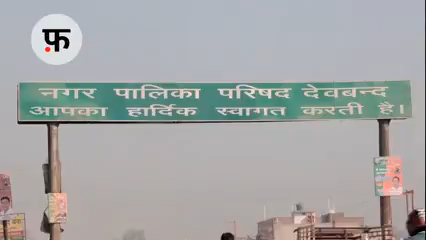 फ़
नगर पालिका परिषद देवबन्द
आपका हार्दिक स्वागत करती है।
फ़